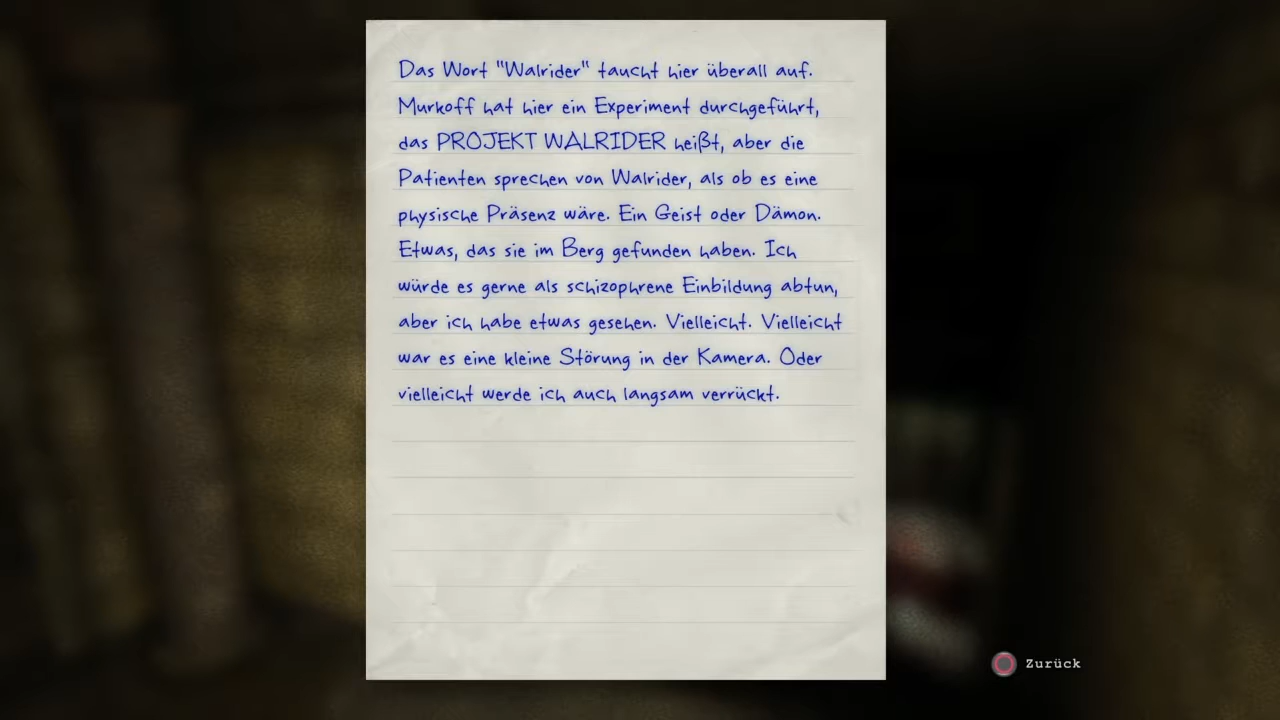 Das Wort "Walrider" taucht hier überall auf.
Murkoff hat hier ein Experiment durchgeführt,
das PROJEKT WALRIDER heißt, aber die
Patienten sprechen von Walrider, als ob es eine
physische Präsenz wäre. Ein Geist oder Dämon.
Etwas, das sie im Berg gefunden haben. Ich
würde es gerne als schizophrene Einbildung abtun,
aber ich habe etwas gesehen. Vielleicht. Vielleicht
war es eine kleine Störung in der Kamera. Oder
vielleicht werde ich auch langsam verrückt.
Zurück